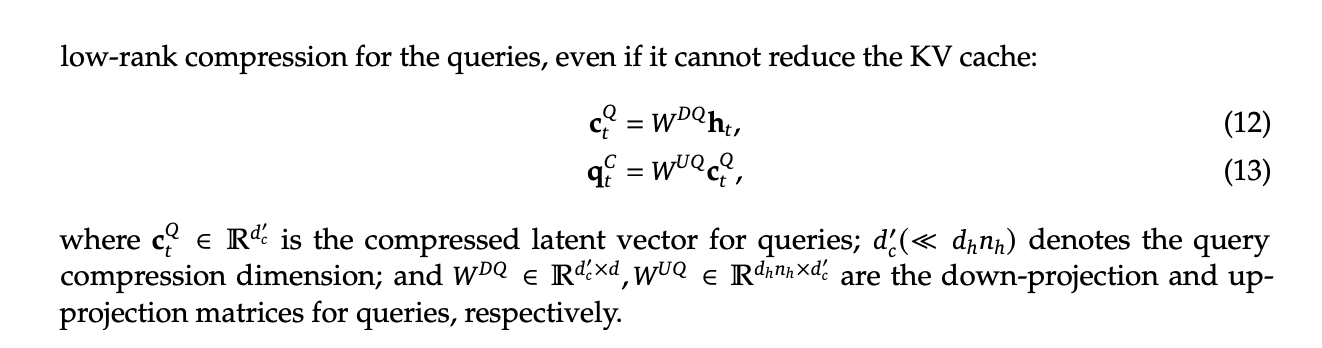 low-rank compression for the queries, even if it cannot reduce the KV cache:
$\mathbf{c}_t^Q = W^{DQ}\mathbf{h}_t,$ (12)
$\mathbf{q}_t^C = W^{UQ}\mathbf{c}_t^Q,$ (13)
where $\mathbf{c}_t^Q \in \mathbb{R}^{d_c'}$ is the compressed latent vector for queries; $d_c'(\ll d_h n_h)$ denotes the query
compression dimension; and $W^{DQ} \in \mathbb{R}^{d_c' \times d}, W^{UQ} \in \mathbb{R}^{d_h n_h \times d_c'}$ are the down-projection and up-
projection matrices for queries, respectively.